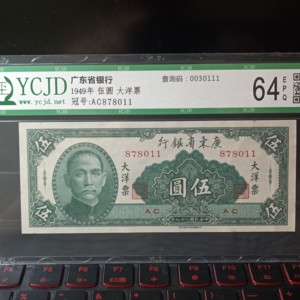 YCJD
www.ycjd.net
广东省银行
1949年 伍圆 大洋票
冠号:AC878011
查询码：0030111
64
EPQ
行銀省東廣
878011
878011
伍
伍
大洋票
圓伍
大洋票
AC
AC
伍
伍